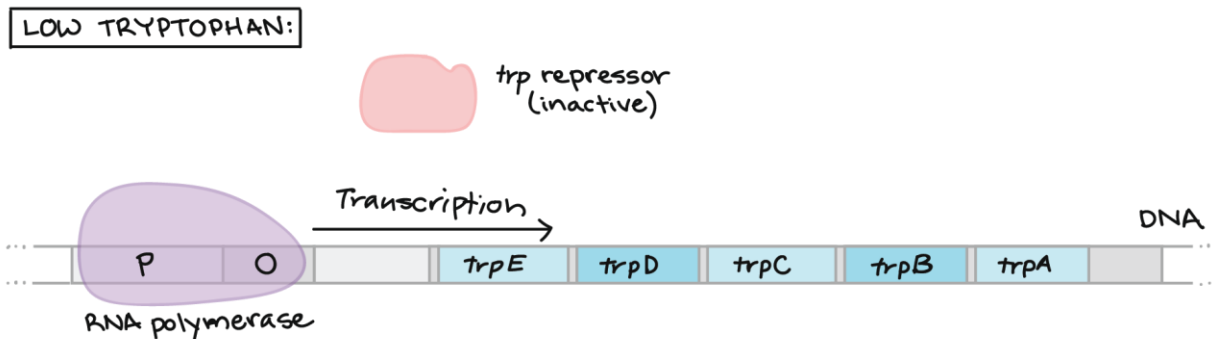 LOW TRYPTOPHAN:
trp repressor
(inactive)
Transcription
DNA
P O trpE trpD trpC trpB trpA
RNA polymerase